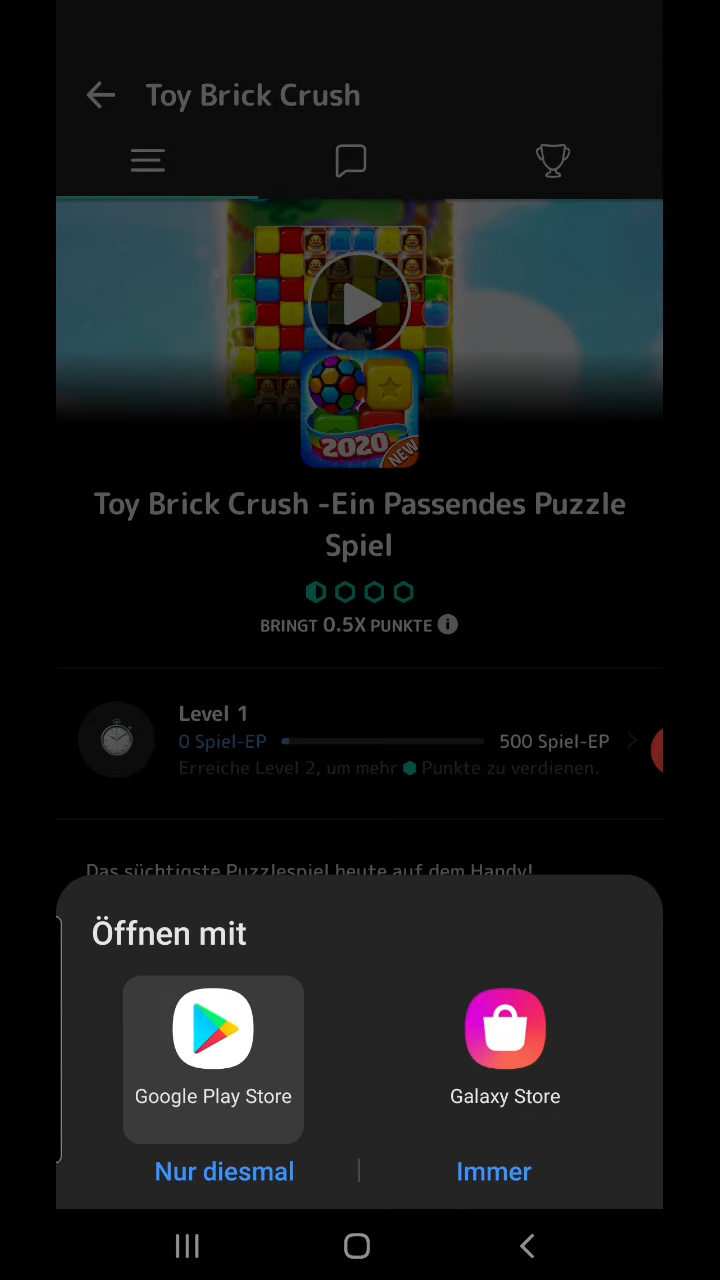 Toy Brick Crush
2020
NEW
Toy Brick Crush -Ein Passendes Puzzle
Spiel
BRINGT 0.5X PUNKTE i
Level 1
0 Spiel-EP 500 Spiel-EP
Erreiche Level 2, um mehr Punkte zu verdienen.
Das süchtigste Puzzlespiel heute auf dem Handy!
Öffnen mit
Google Play Store Galaxy Store
Nur diesmal Immer